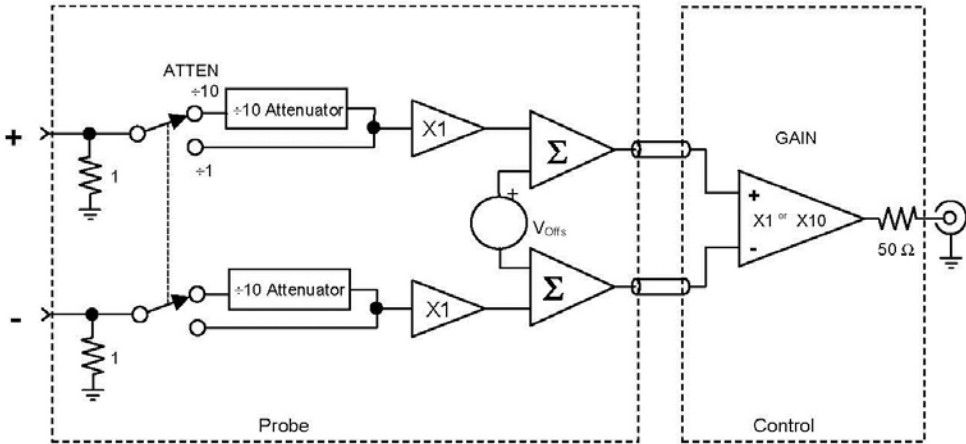 ATTEN
÷10
÷10 Attenuator
÷1
+
1
X1
Σ
+
VOffs
GAIN
+
X1 or X10
-
50 Ω
-
÷10 Attenuator
1
X1
Σ
Probe
Control